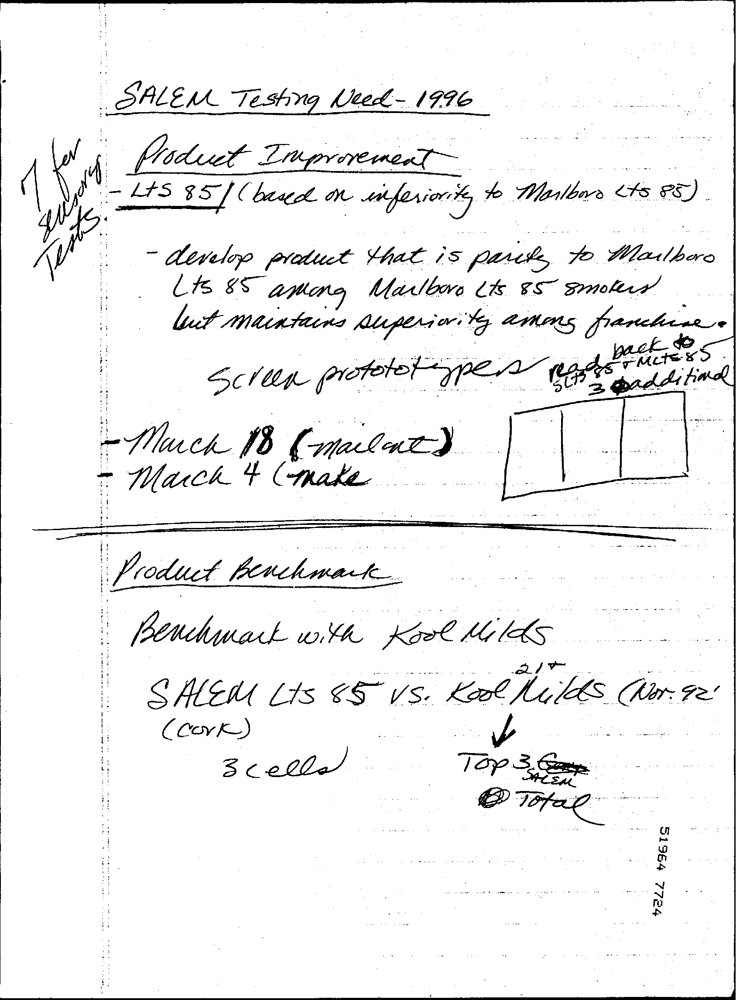 SALEM Testing Need - 1996
7 for
sensory
Tests
Product Improvement
- Lts 85 / (based on inferiority to Marlboro Lts 85)
- develop product that is parity to Marlboro
Lts 85 among Marlboro Lts 85 smokers
but maintains superiority among franchise.
Screen protototypers
read back to
SLTS 85 + MLTS 85
3 additional
- March 18 (mailout)
- March 4 (make
Product Benchmark
Benchmark with Kool Milds
21+
SALEM Lts 85 vs. Kool Milds (Nov. 92'
(cork)
3 cells
Top 3
SALEM
Total
51964 7724